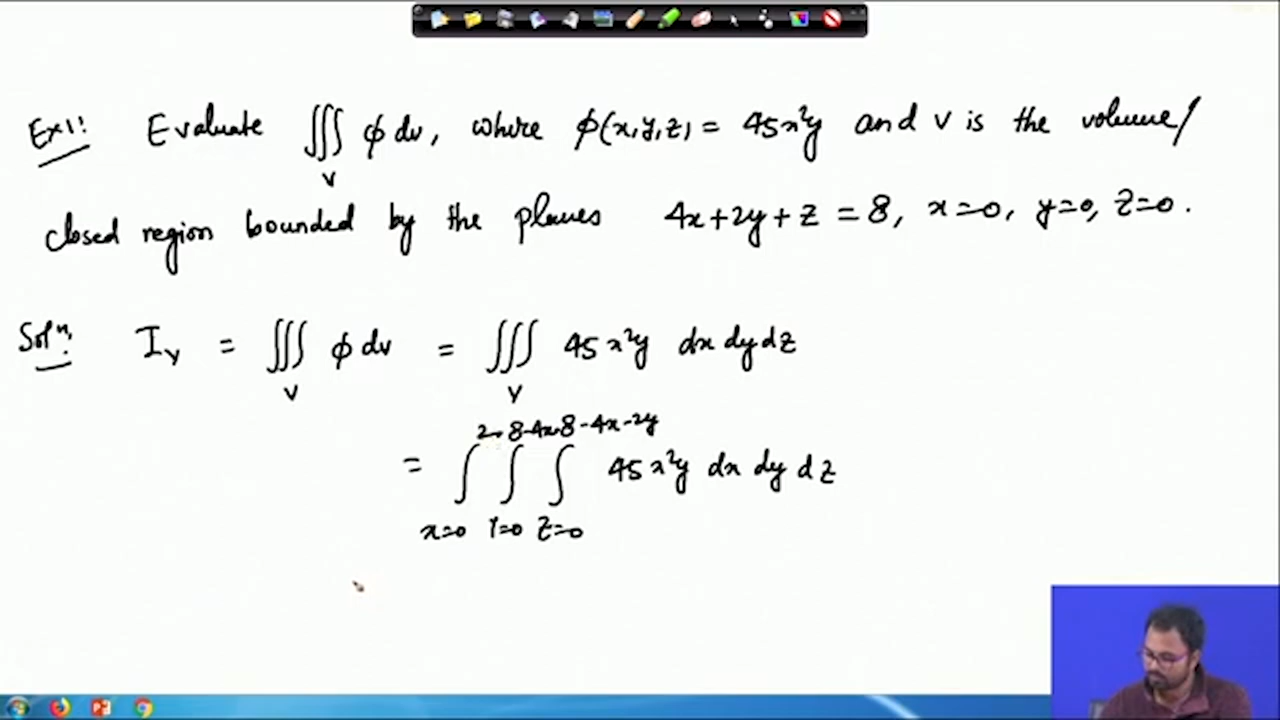 Ex1: Evaluate ∭_V ϕ dv, where ϕ(x,y,z) = 45x²y and v is the volume/
closed region bounded by the planes 4x+2y+z = 8, x=0, y=0, z=0.
Solⁿ: I_V = ∭_V ϕ dv = ∭_V 45x²y dx dy dz
= ∫_{x=0}^{2} ∫_{y=0}^{8-4x} ∫_{z=0}^{8-4x-2y} 45x²y dx dy dz